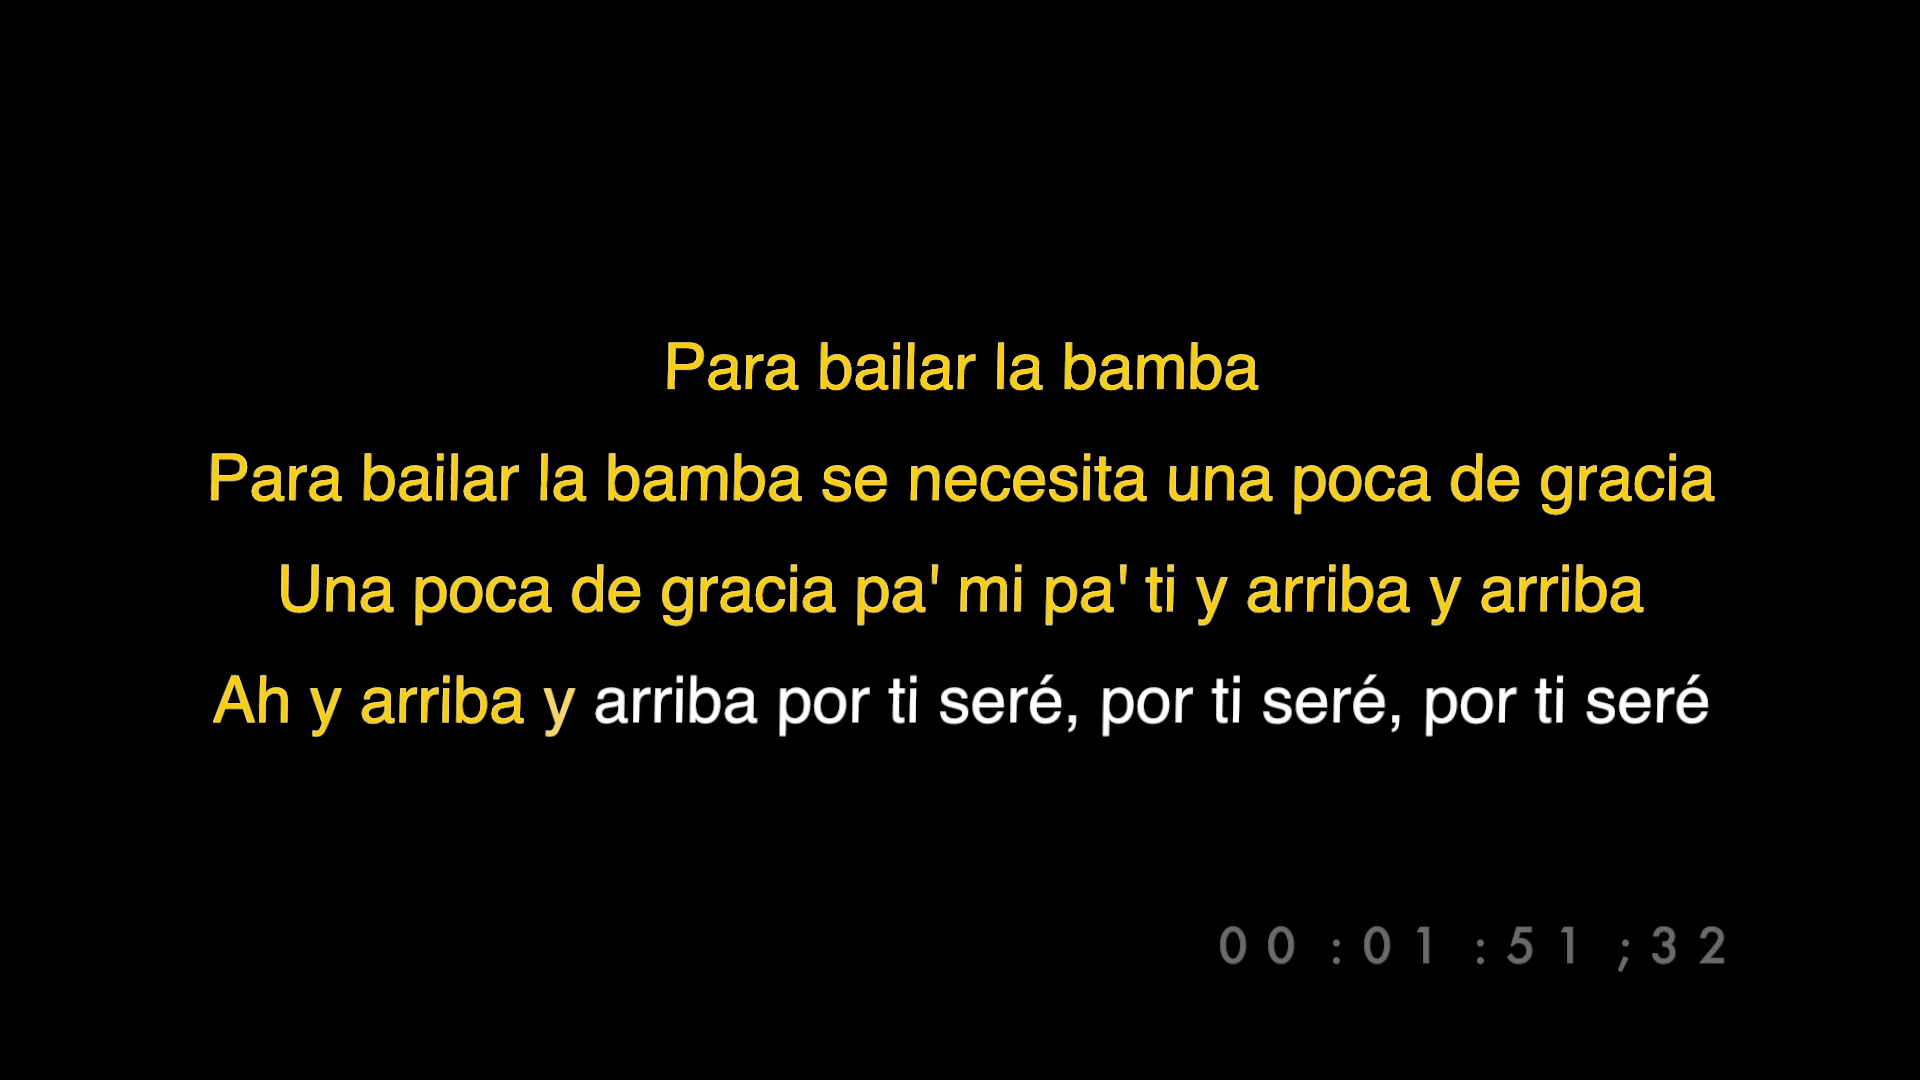 Para bailar la bamba
Para bailar la bamba se necesita una poca de gracia
Una poca de gracia pa' mi pa' ti y arriba y arriba
Ah y arriba y arriba por ti seré, por ti seré, por ti seré
00:01:51;32